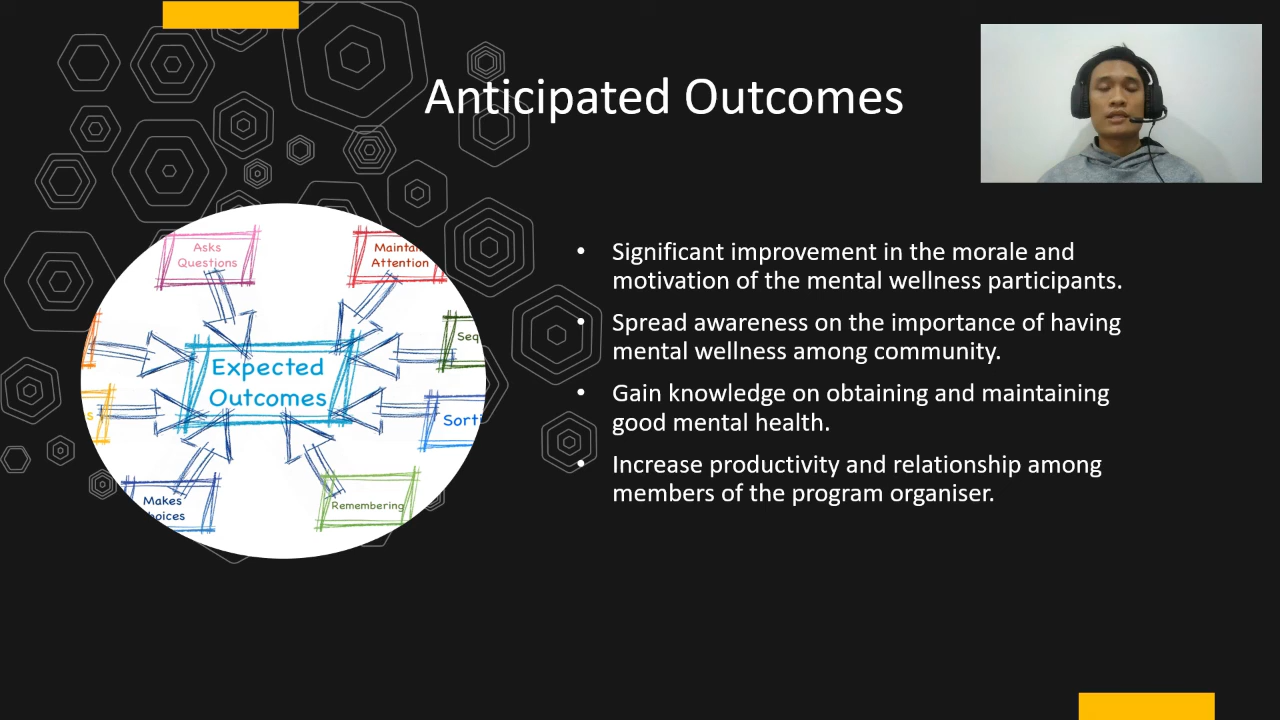 Anticipated Outcomes
Asks
Questions
Attention
Expected
Outcomes
Makes
Remembering
• Significant improvement in the morale and
motivation of the mental wellness participants.
• Spread awareness on the importance of having
mental wellness among community.
• Gain knowledge on obtaining and maintaining
good mental health.
• Increase productivity and relationship among
members of the program organiser.